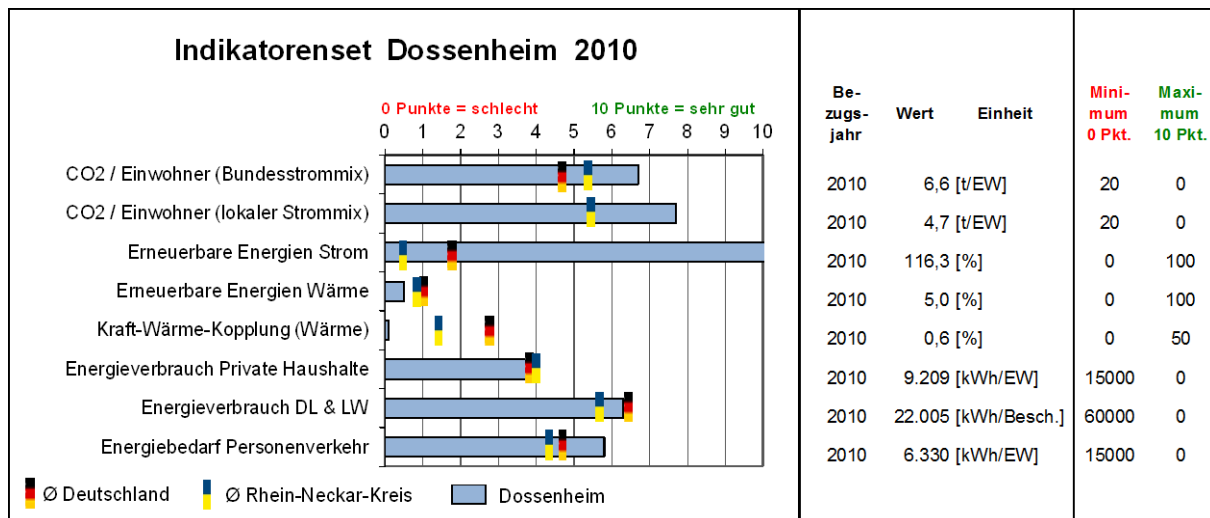 Indikatorenset Dossenheim 2010
0 Punkte = schlecht 10 Punkte = sehr gut
0 1 2 3 4 5 6 7 8 9 10
Be-
zugs-
jahr
Wert Einheit
Mini-
mum
0 Pkt.
Maxi-
mum
10 Pkt.
CO2 / Einwohner (Bundesstrommix) 2010 6,6 [t/EW] 20 0
CO2 / Einwohner (lokaler Strommix) 2010 4,7 [t/EW] 20 0
Erneuerbare Energien Strom 2010 116,3 [%] 0 100
Erneuerbare Energien Wärme 2010 5,0 [%] 0 100
Kraft-Wärme-Kopplung (Wärme) 2010 0,6 [%] 0 50
Energieverbrauch Private Haushalte 2010 9.209 [kWh/EW] 15000 0
Energieverbrauch DL & LW 2010 22.005 [kWh/Besch.] 60000 0
Energiebedarf Personenverkehr 2010 6.330 [kWh/EW] 15000 0
Ø Deutschland Ø Rhein-Neckar-Kreis Dossenheim